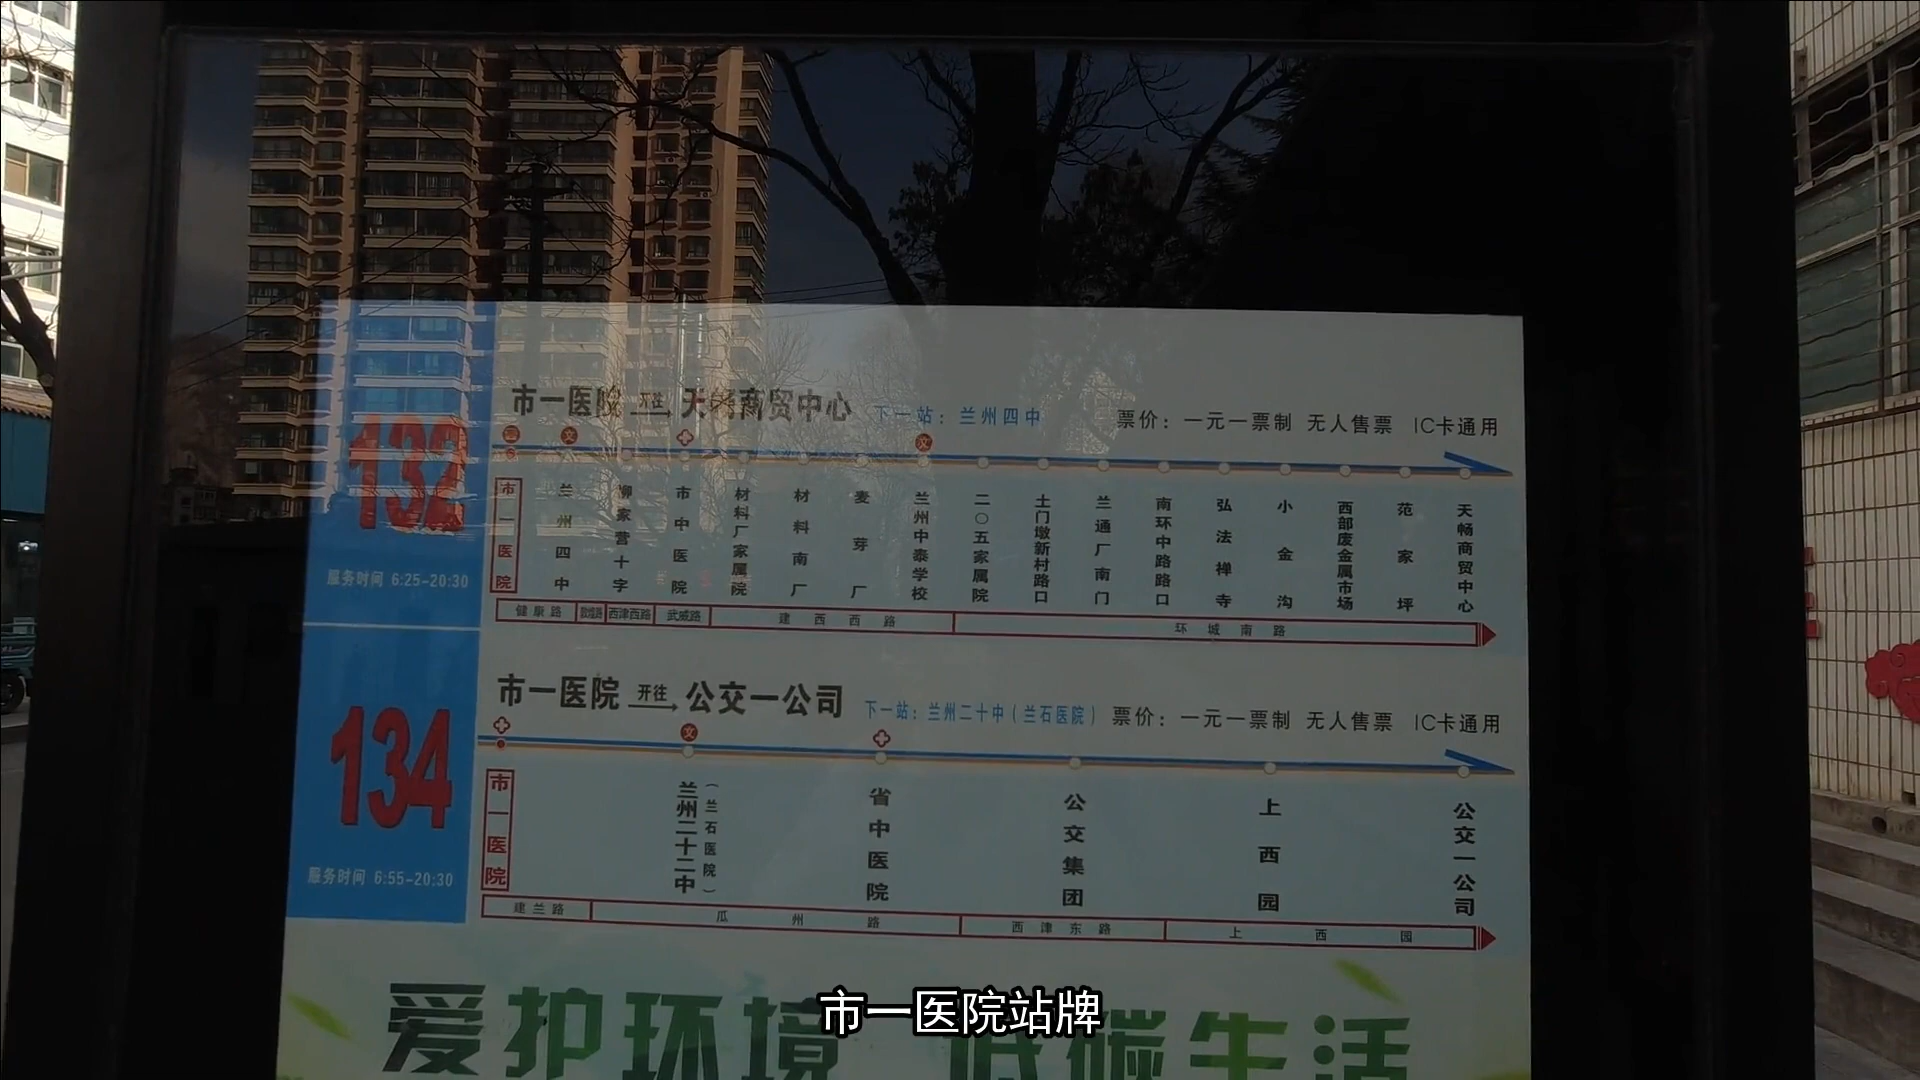 132
服务时间 6:25-20:30
市一医院 开往 天畅商贸中心 下一站：兰州四中 票价：一元一票制 无人售票 IC卡通用
市一医院
兰州四中
柳家营十字
市中医院
材料厂家属院
材料南厂
麦芽厂
兰州中泰学校
二〇五家属院
土门墩新村路口
兰通厂南门
南环中路路口
弘法禅寺
小金沟
西部废金属市场
范家坪
天畅商贸中心
健康路 西津西路 武威路 建西西路 环城南路
134
服务时间 6:55-20:30
市一医院 开往 公交一公司 下一站：兰州二十中（兰石医院） 票价：一元一票制 无人售票 IC卡通用
市一医院
兰州二十二中
（兰石医院）
省中医院
公交集团
上西园
公交一公司
建兰路 瓜州路 西津东路 上西园
爱护环境 低碳生活
市一医院站牌